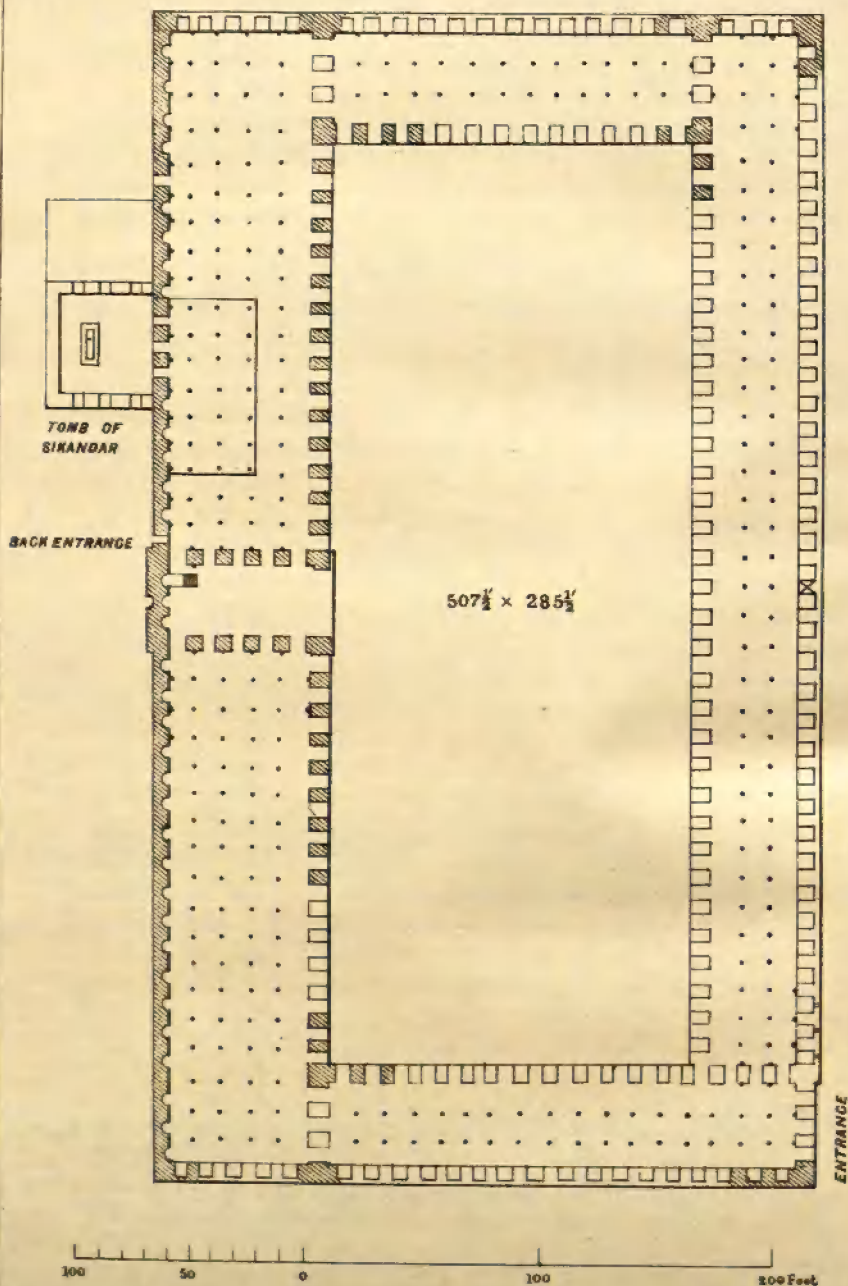 TOMB OF
SIKANDAR
BACK ENTRANCE
507½′ × 285½′
ENTRANCE
100 50 0 100 200 Feet